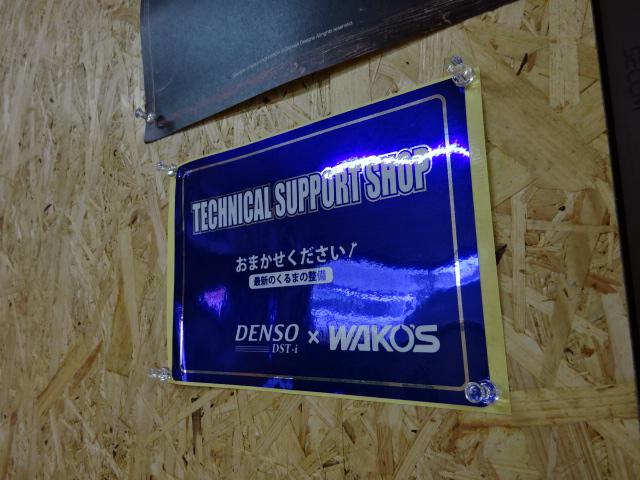 TECHNICAL SUPPORT SHOP
おまかせください!
最新のくるまの整備
DENSO × WAKO'S
DST-i